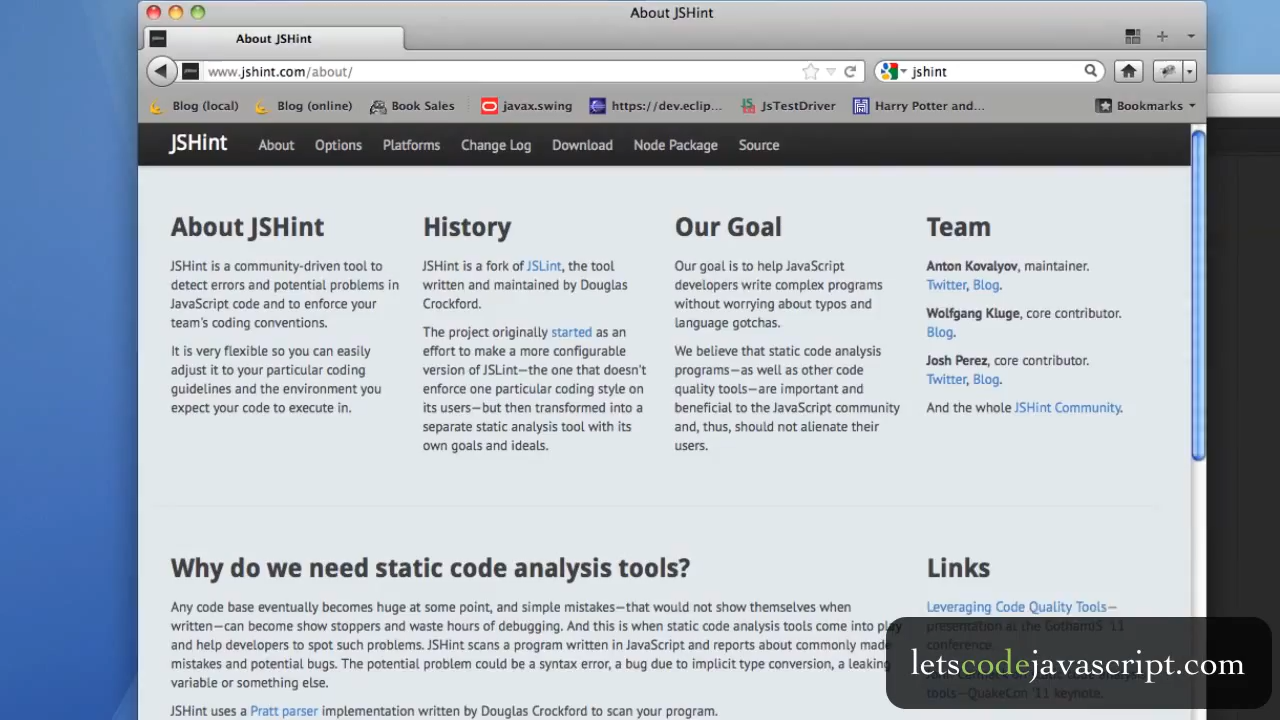 About JSHint
About JSHint
www.jshint.com/about/
jshint
Blog (local) Blog (online) Book Sales javax.swing https://dev.eclip... JsTestDriver Harry Potter and... Bookmarks
JSHint About Options Platforms Change Log Download Node Package Source
About JSHint
JSHint is a community-driven tool to
detect errors and potential problems in
JavaScript code and to enforce your
team's coding conventions.
It is very flexible so you can easily
adjust it to your particular coding
guidelines and the environment you
expect your code to execute in.
History
JSHint is a fork of JSLint, the tool
written and maintained by Douglas
Crockford.
The project originally started as an
effort to make a more configurable
version of JSLint—the one that doesn't
enforce one particular coding style on
its users—but then transformed into a
separate static analysis tool with its
own goals and ideals.
Our Goal
Our goal is to help JavaScript
developers write complex programs
without worrying about typos and
language gotchas.
We believe that static code analysis
programs—as well as other code
quality tools—are important and
beneficial to the JavaScript community
and, thus, should not alienate their
users.
Team
Anton Kovalyov, maintainer.
Twitter, Blog.
Wolfgang Kluge, core contributor.
Blog.
Josh Perez, core contributor.
Twitter, Blog.
And the whole JSHint Community.
Why do we need static code analysis tools?
Any code base eventually becomes huge at some point, and simple mistakes—that would not show themselves when
written—can become show stoppers and waste hours of debugging. And this is when static code analysis tools come into play
and help developers to spot such problems. JSHint scans a program written in JavaScript and reports about commonly made
mistakes and potential bugs. The potential problem could be a syntax error, a bug due to implicit type conversion, a leaking
variable or something else.
JSHint uses a Pratt parser implementation written by Douglas Crockford to scan your program.
Links
Leveraging Code Quality Tools—
presentation at the GothamJS '11
conference
tools—QuakeCon '11 keynote.
letscodejavascript.com